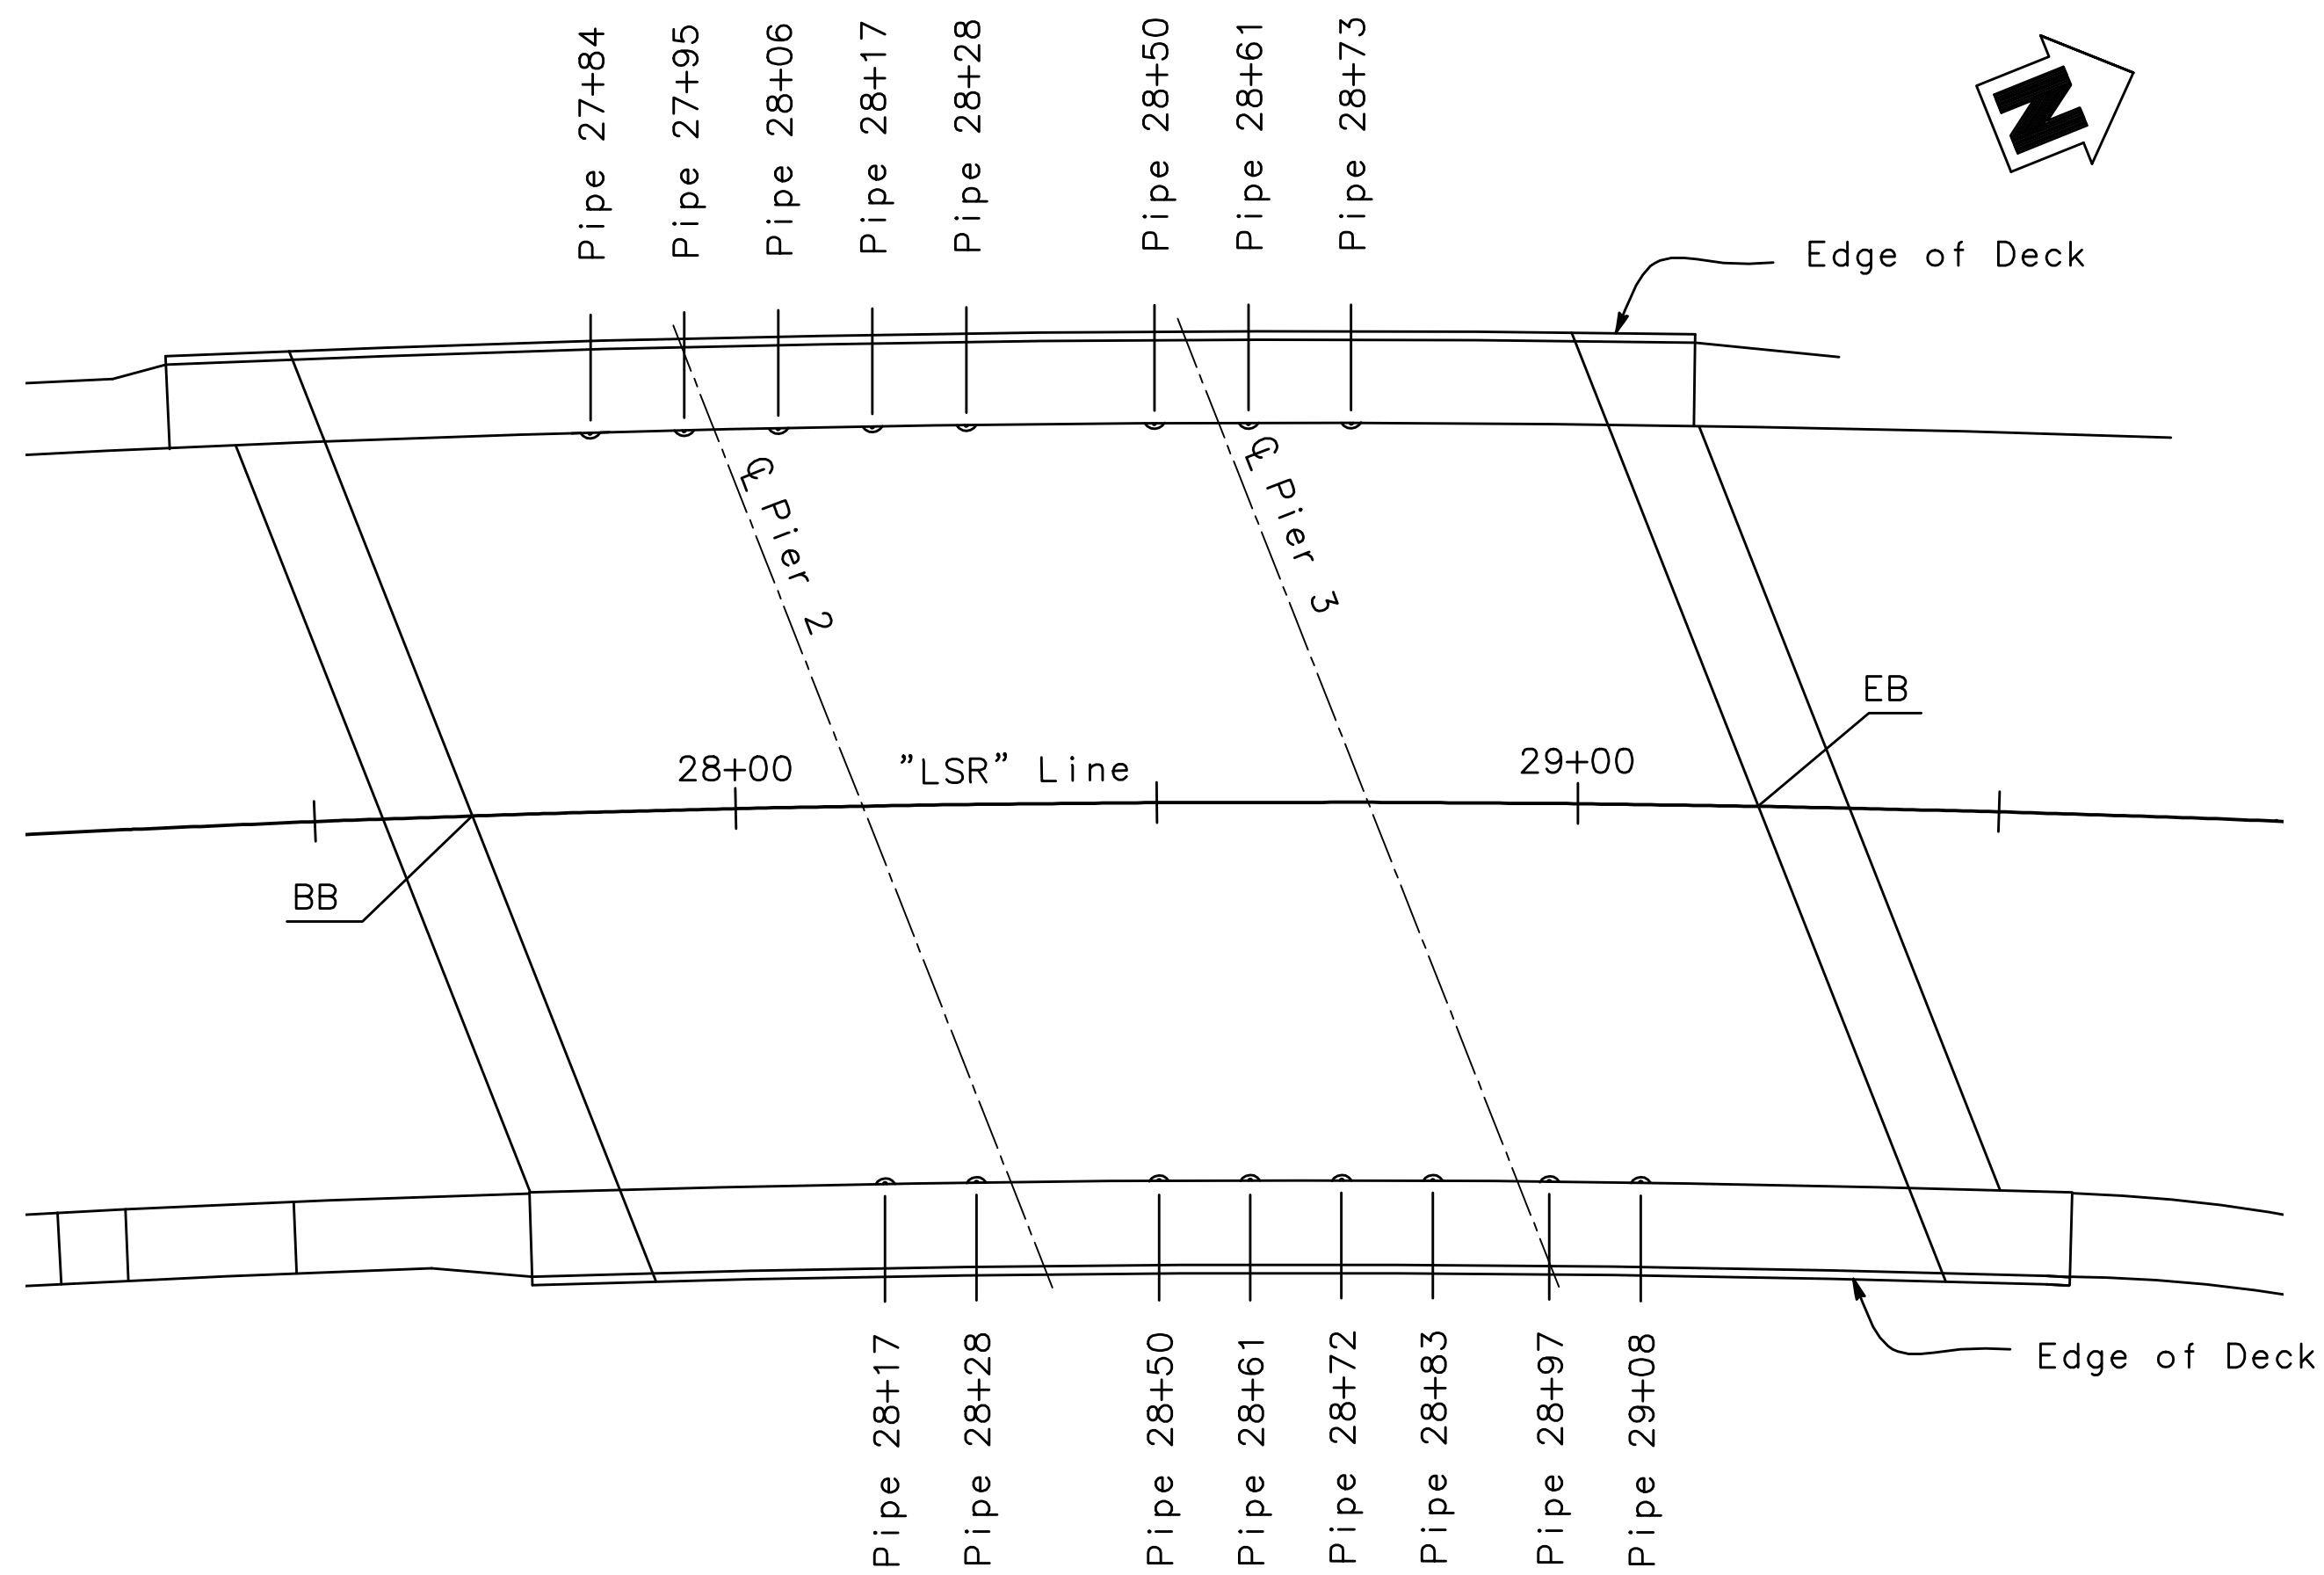 Pipe 27+84
Pipe 27+95
Pipe 28+06
Pipe 28+17
Pipe 28+28
Pipe 28+50
Pipe 28+61
Pipe 28+73
N
Edge of Deck
℄ Pier 2
℄ Pier 3
EB
28+00
"LSR" Line
29+00
BB
Edge of Deck
Pipe 28+17
Pipe 28+28
Pipe 28+50
Pipe 28+61
Pipe 28+72
Pipe 28+83
Pipe 28+97
Pipe 29+08